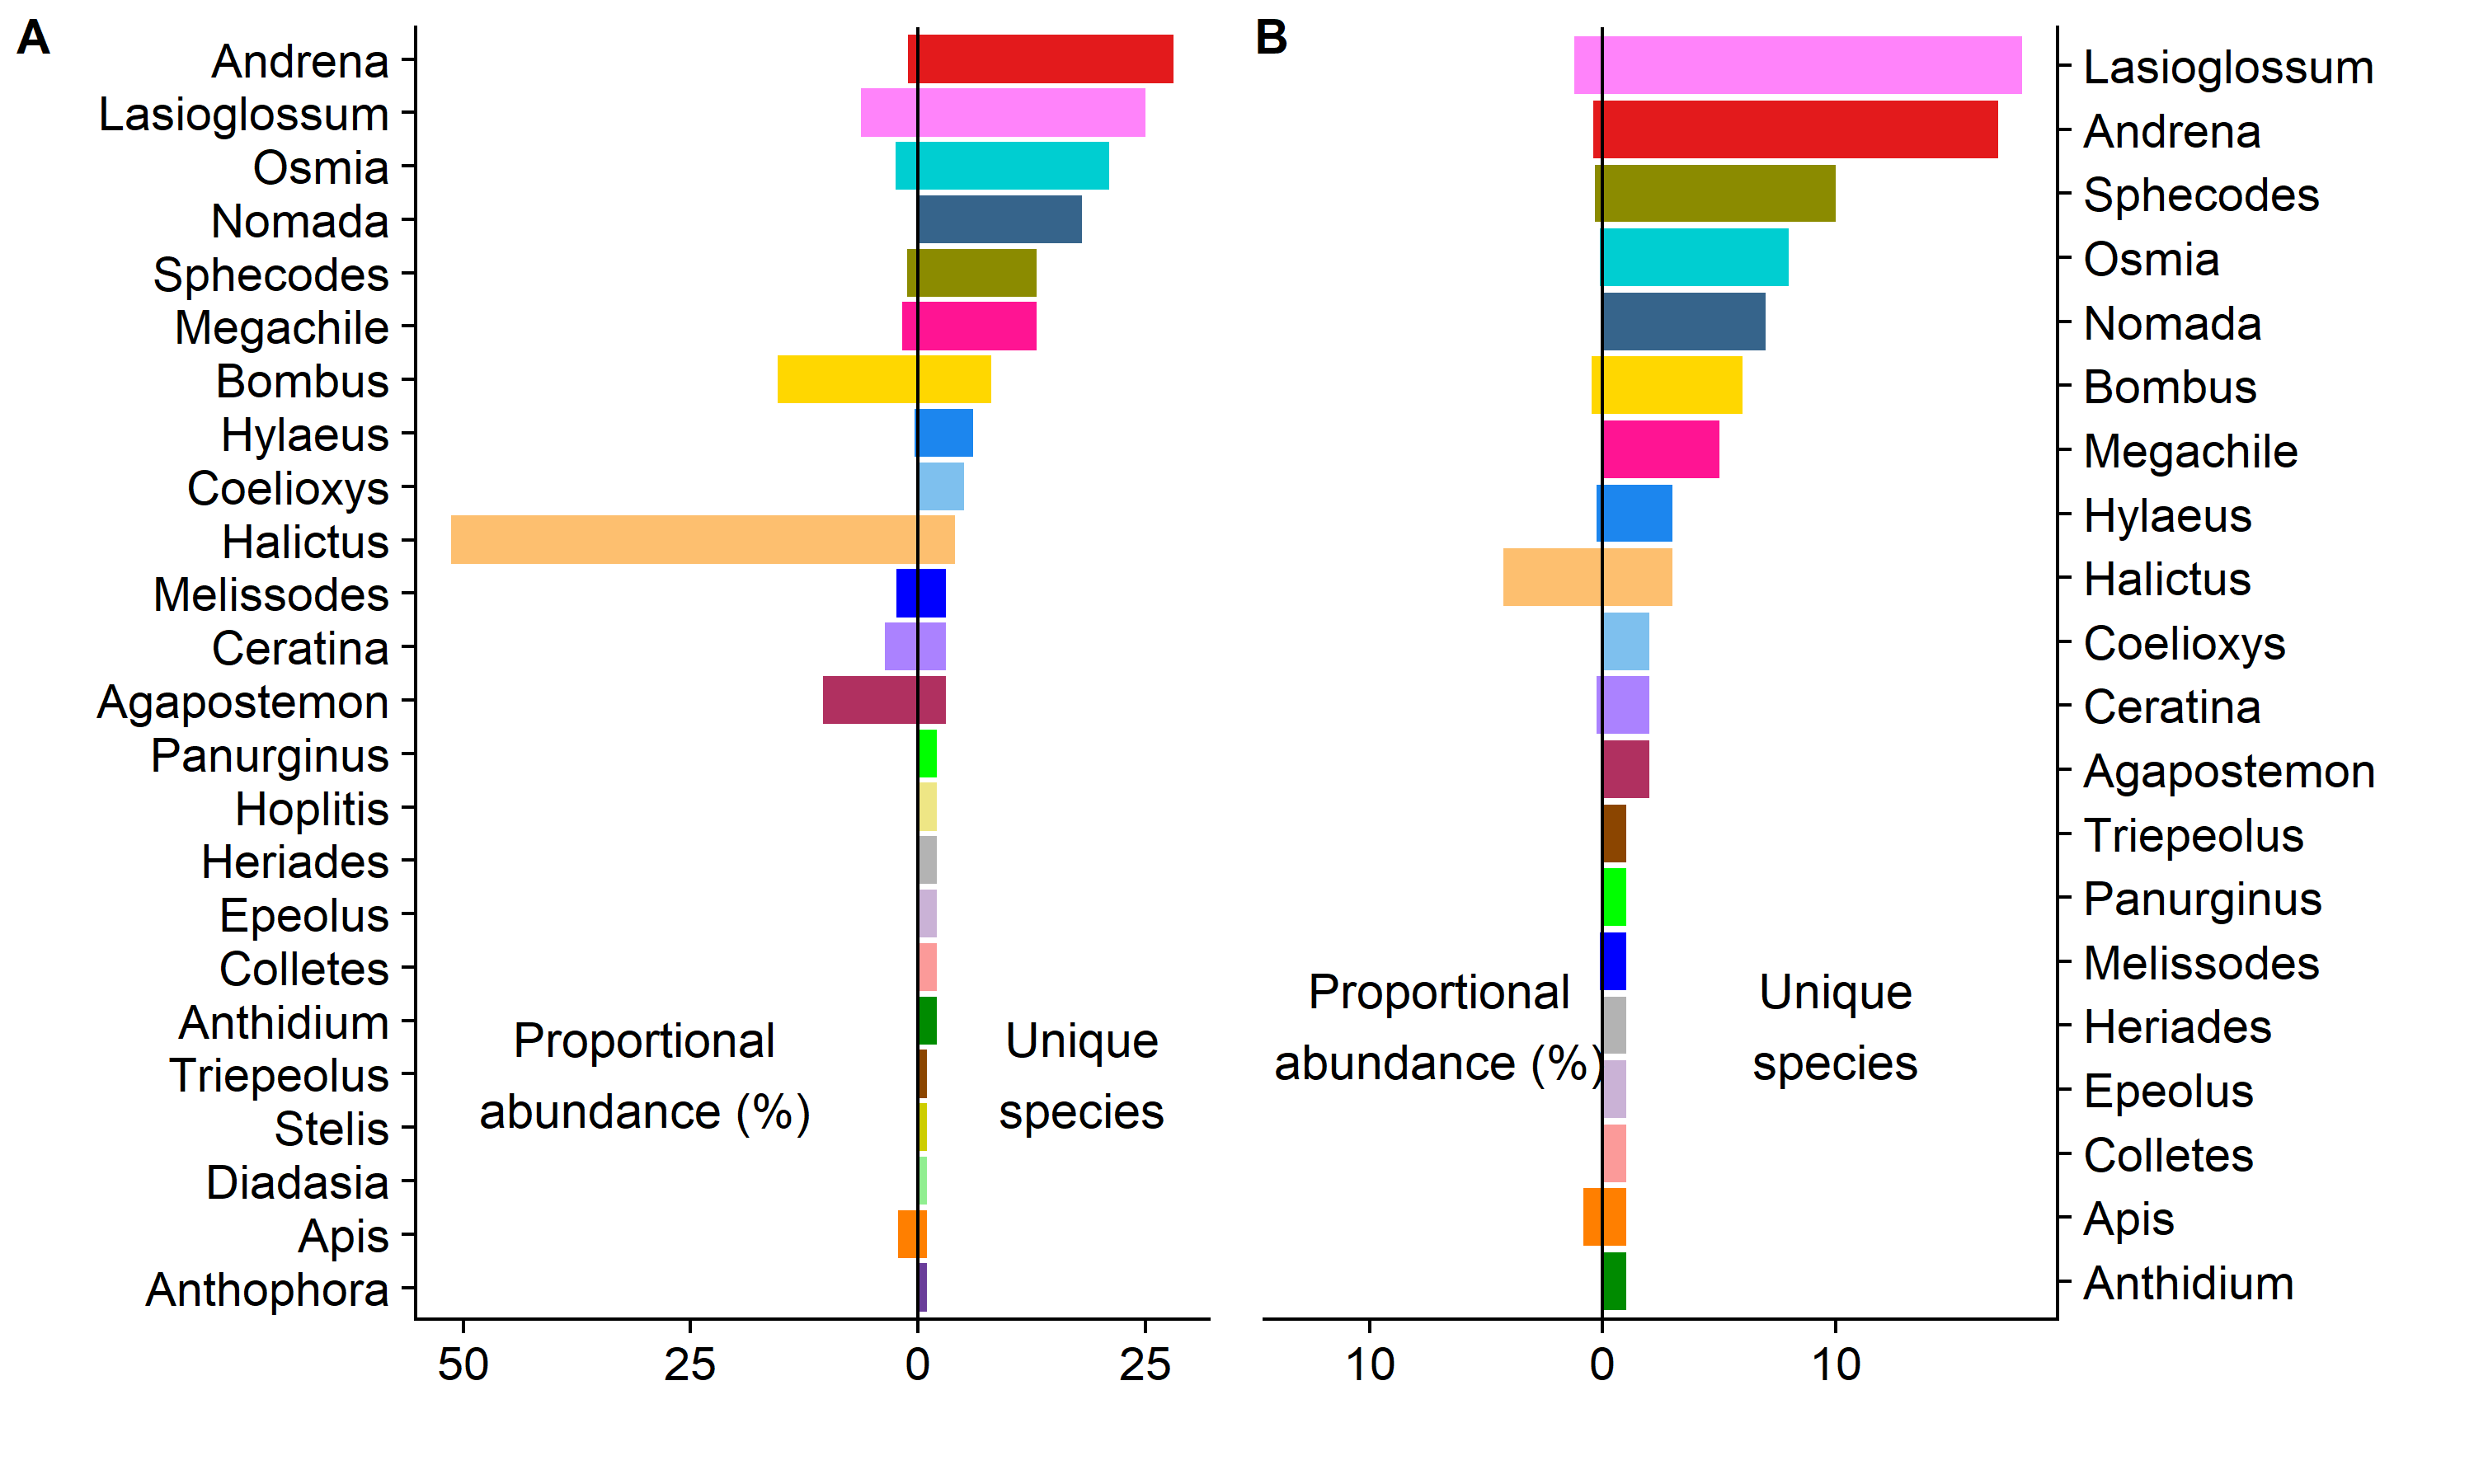 A
Andrena
Lasioglossum
Osmia
Nomada
Sphecodes
Megachile
Bombus
Hylaeus
Coelioxys
Halictus
Melissodes
Ceratina
Agapostemon
Panurginus
Hoplitis
Heriades
Epeolus
Colletes
Anthidium
Triepeolus
Stelis
Diadasia
Apis
Anthophora
Proportional
abundance (%)
Unique
species
50 25 0 25
B
Lasioglossum
Andrena
Sphecodes
Osmia
Nomada
Bombus
Megachile
Hylaeus
Halictus
Coelioxys
Ceratina
Agapostemon
Triepeolus
Panurginus
Melissodes
Heriades
Epeolus
Colletes
Apis
Anthidium
Proportional
abundance (%)
Unique
species
10 0 10